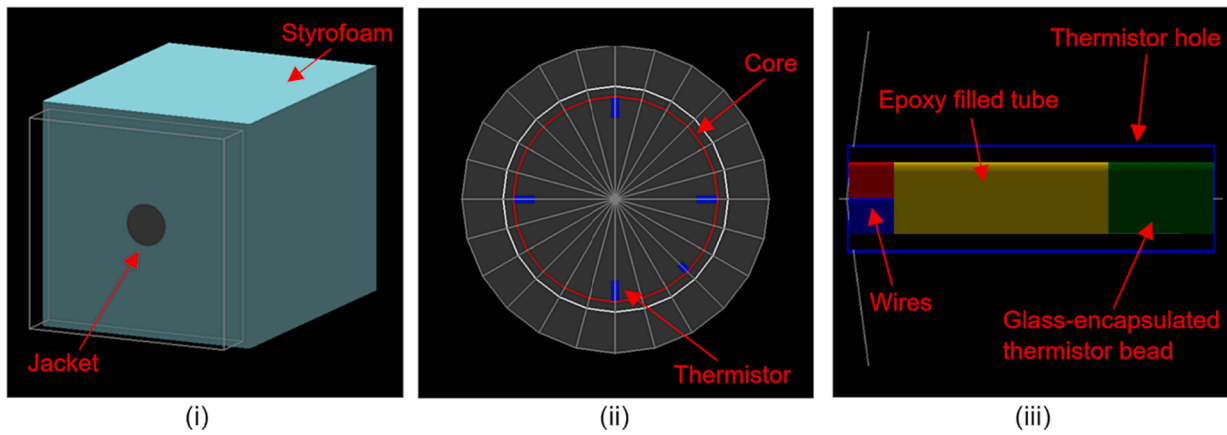 Styrofoam
Jacket
(i)
Core
Thermistor
(ii)
Thermistor hole
Epoxy filled tube
Wires
Glass-encapsulated
thermistor bead
(iii)